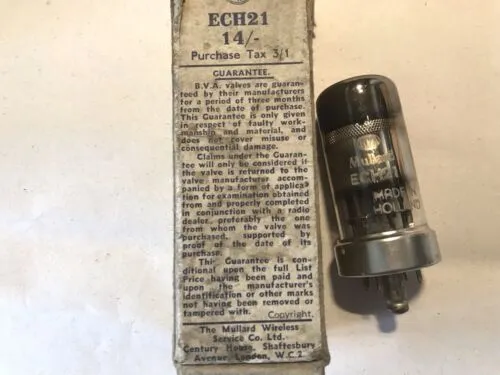 ECH21
14/-
Purchase Tax 3/1
GUARANTEE.
B.V.A. valves are guaran-
teed by their manufacturers
for a period of three months
from the date of purchase.
This Guarantee is only given
in respect of faulty work-
manship and material, and
does not cover misuse or
consequential damage.
Claims under the Guaran-
tee will only be considered if
the valve is returned to the
valve manufacturer accom-
panied by a form of applica-
tion for examination obtained
from and properly completed
in conjunction with a radio
dealer, preferably the one
from whom the valve was
purchased, supported by
proof of the date of its
purchase.
This Guarantee is con-
ditional upon the full List
Price having been paid and
upon the manufacturer's
identification or other marks
not having been removed or
tampered with.
Copyright.
The Mullard Wireless
Service Co. Ltd.
Century House, Shaftesbury
Avenue, London, W.C.2.
Mullard
ECH21
MADE IN
HOLLAND